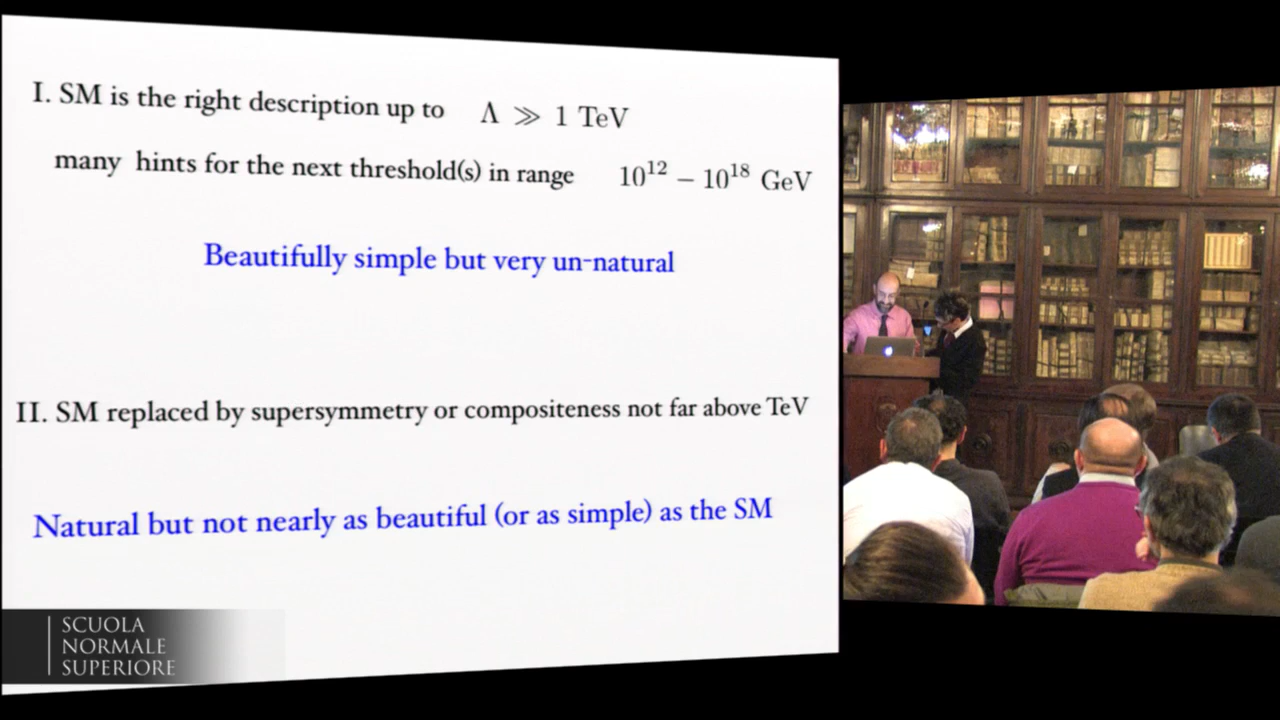 I. SM is the right description up to Λ ≫ 1 TeV
many hints for the next threshold(s) in range 10¹² – 10¹⁸ GeV
Beautifully simple but very un-natural
II. SM replaced by supersymmetry or compositeness not far above TeV
Natural but not nearly as beautiful (or as simple) as the SM
SCUOLA
NORMALE
SUPERIORE